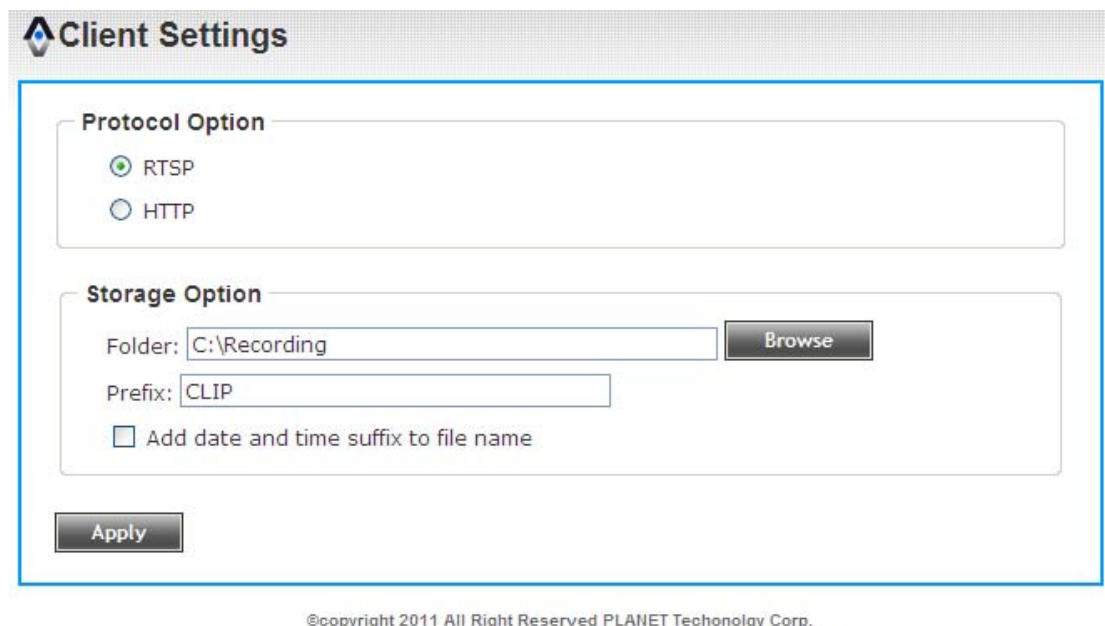 Client Settings
Protocol Option
RTSP
HTTP
Storage Option
Folder: C:\Recording Browse
Prefix: CLIP
Add date and time suffix to file name
Apply
©copyright 2011 All Right Reserved PLANET Techonolgy Corp.